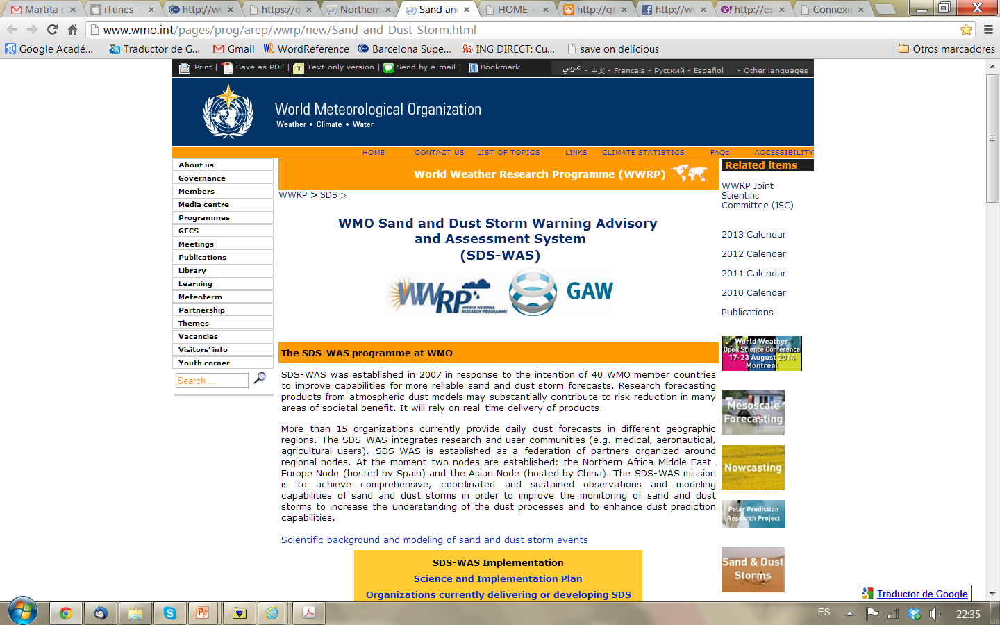 Martita c
iTunes -
http://ww
https://g
Northern
Sand an
HOME -
http://gr
http://ww
http://es
Connexic
www.wmo.int/pages/prog/arep/wwrp/new/Sand_and_Dust_Storm.html
Google Acadé... Traductor de G... Gmail WordReference Barcelona Supe... ING DIRECT: Cu... save on delicious Otros marcadores
Print | Save as PDF | Text-only version | Send by e-mail | Bookmark
عربي - 中文 - Français - Русский - Español - Other languages
World Meteorological Organization
Weather • Climate • Water
HOME CONTACT US LIST OF TOPICS LINKS CLIMATE STATISTICS FAQs ACCESSIBILITY
About us
Governance
Members
Media centre
Programmes
GFCS
Meetings
Publications
Library
Learning
Meteoterm
Partnership
Themes
Vacancies
Visitors' info
Youth corner
Search ...
World Weather Research Programme (WWRP)
WWRP > SDS >
WMO Sand and Dust Storm Warning Advisory
and Assessment System
(SDS-WAS)
WWRP WORLD WEATHER
RESEARCH PROGRAMME
GAW
The SDS-WAS programme at WMO
SDS-WAS was established in 2007 in response to the intention of 40 WMO member countries
to improve capabilities for more reliable sand and dust storm forecasts. Research forecasting
products from atmospheric dust models may substantially contribute to risk reduction in many
areas of societal benefit. It will rely on real-time delivery of products.
More than 15 organizations currently provide daily dust forecasts in different geographic
regions. The SDS-WAS integrates research and user communities (e.g. medical, aeronautical,
agricultural users). SDS-WAS is established as a federation of partners organized around
regional nodes. At the moment two nodes are established: the Northern Africa-Middle East-
Europe Node (hosted by Spain) and the Asian Node (hosted by China). The SDS-WAS mission
is to achieve comprehensive, coordinated and sustained observations and modeling
capabilities of sand and dust storms in order to improve the monitoring of sand and dust
storms to increase the understanding of the dust processes and to enhance dust prediction
capabilities.
Scientific background and modeling of sand and dust storm events
SDS-WAS Implementation
Science and Implementation Plan
Organizations currently delivering or developing SDS
Related items
WWRP Joint
Scientific
Committee (JSC)
2013 Calendar
2012 Calendar
2011 Calendar
2010 Calendar
Publications
World Weather
Open Science Conference
17-23 August 2014
Montréal
Mesoscale
Forecasting
Nowcasting
Polar Prediction
Research Project
Sand & Dust
Storms
Traductor de Google
ES 22:35